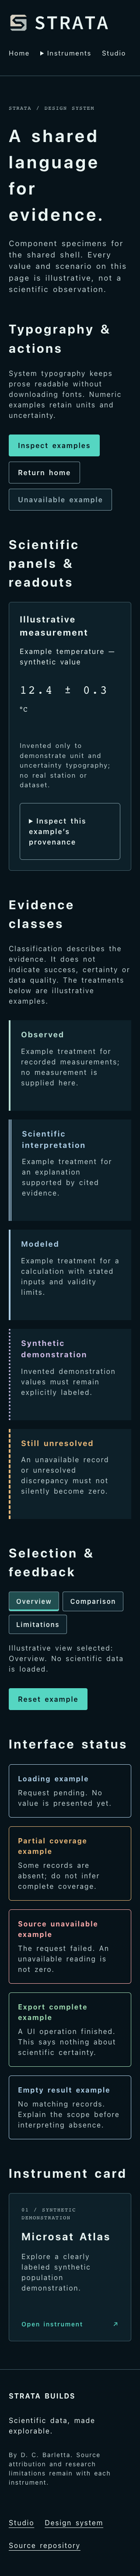 STRATA
Home ▶ Instruments Studio
STRATA / DESIGN SYSTEM
A shared
language
for
evidence.
Component specimens for
the shared shell. Every
value and scenario on this
page is illustrative, not a
scientific observation.
Typography &
actions
System typography keeps
prose readable without
downloading fonts. Numeric
examples retain units and
uncertainty.
Inspect examples
Return home
Unavailable example
Scientific
panels &
readouts
Illustrative
measurement
Example temperature —
synthetic value
12.4 ± 0.3
°C
Invented only to
demonstrate unit and
uncertainty typography;
no real station or
dataset.
▶ Inspect this
example's
provenance
Evidence
classes
Classification describes the
evidence. It does not
indicate success, certainty or
data quality. The treatments
below are illustrative
examples.
Observed
Example treatment for
recorded measurements;
no measurement is
supplied here.
Scientific
interpretation
Example treatment for
an explanation
supported by cited
evidence.
Modeled
Example treatment for a
calculation with stated
inputs and validity
limits.
Synthetic
demonstration
Invented demonstration
values must remain
explicitly labeled.
Still unresolved
An unavailable record
or unresolved
discrepancy must not
silently become zero.
Selection &
feedback
Overview Comparison
Limitations
Illustrative view selected:
Overview. No scientific data
is loaded.
Reset example
Interface status
Loading example
Request pending. No
value is presented yet.
Partial coverage
example
Some records are
absent; do not infer
complete coverage.
Source unavailable
example
The request failed. An
unavailable reading is
not zero.
Export complete
example
A UI operation finished.
This says nothing about
scientific certainty.
Empty result example
No matching records.
Explain the scope before
interpreting absence.
Instrument card
01 / SYNTHETIC
DEMONSTRATION
Microsat Atlas
Explore a clearly
labeled synthetic
population
demonstration.
Open instrument ↗
STRATA BUILDS
Scientific data, made
explorable.
By D. C. Barletta. Source
attribution and research
limitations remain with each
instrument.
Studio Design system
Source repository